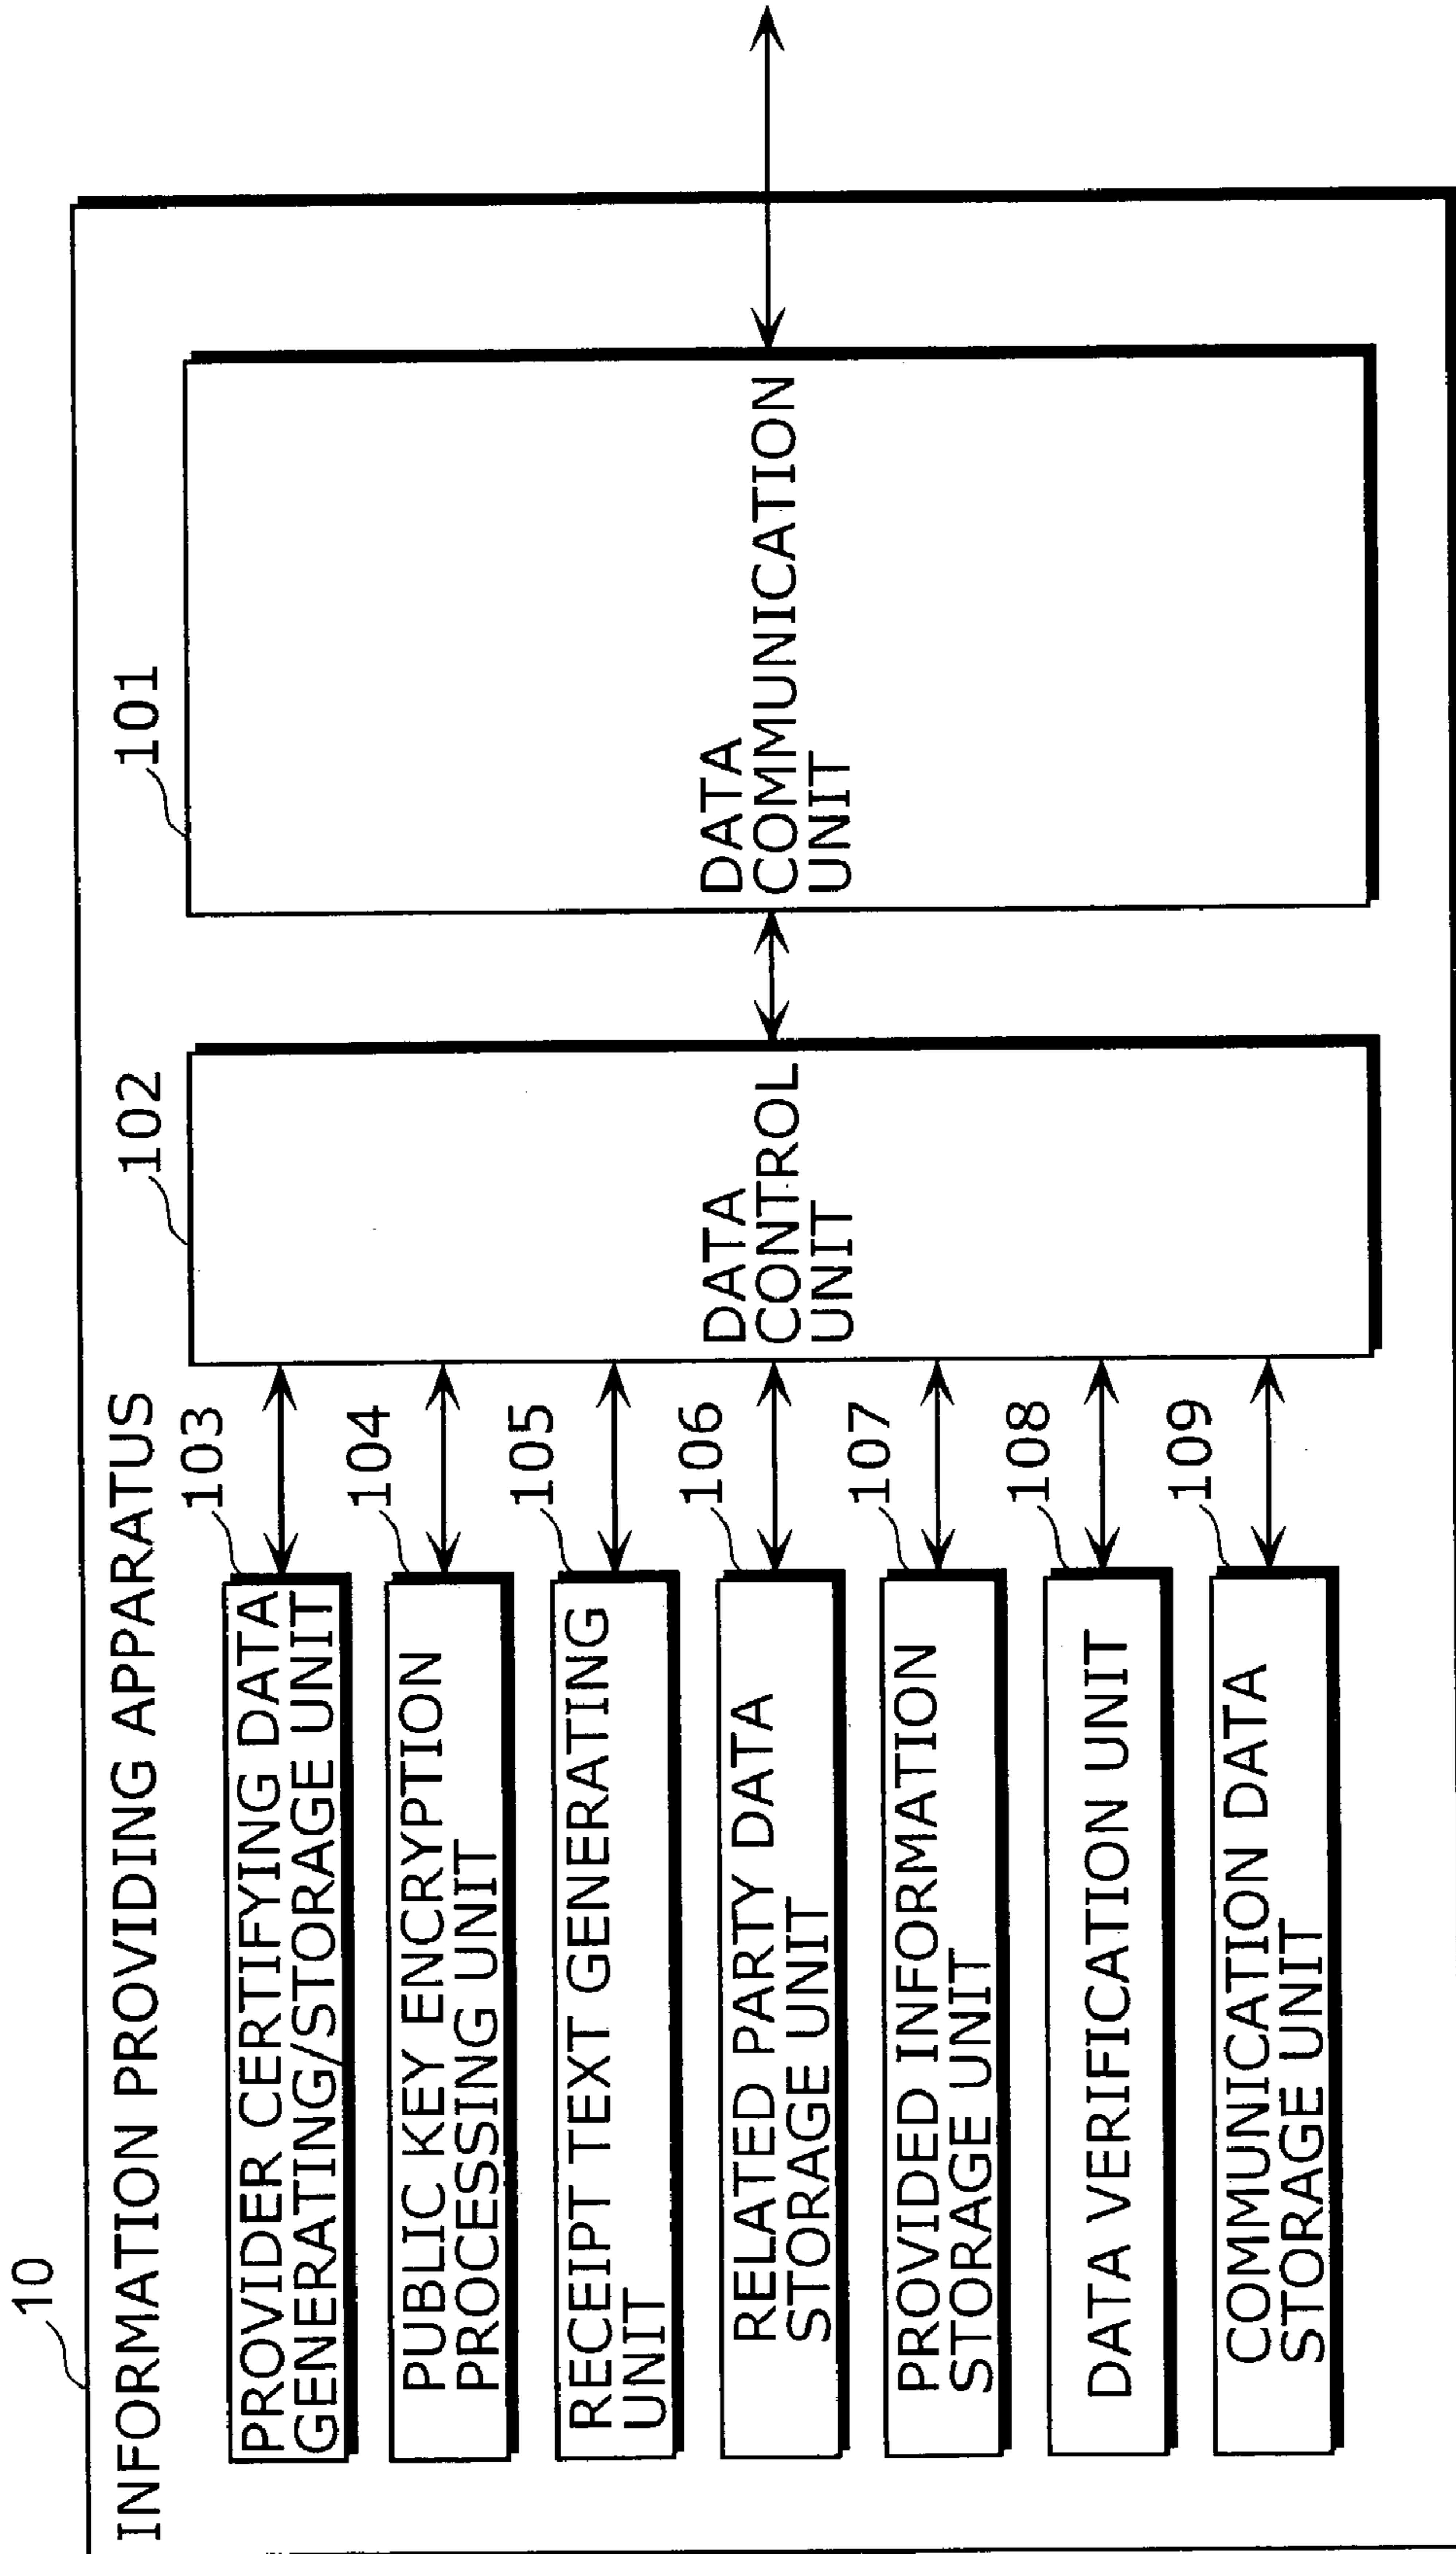 10
INFORMATION PROVIDING APPARATUS
103
PROVIDER CERTIFYING DATA
GENERATING/STORAGE UNIT
104
PUBLIC KEY ENCRYPTION
PROCESSING UNIT
105
RECEIPT TEXT GENERATING
UNIT
106
RELATED PARTY DATA
STORAGE UNIT
107
PROVIDED INFORMATION
STORAGE UNIT
108
DATA VERIFICATION UNIT
109
COMMUNICATION DATA
STORAGE UNIT
102
DATA
CONTROL
UNIT
101
DATA
COMMUNICATION
UNIT